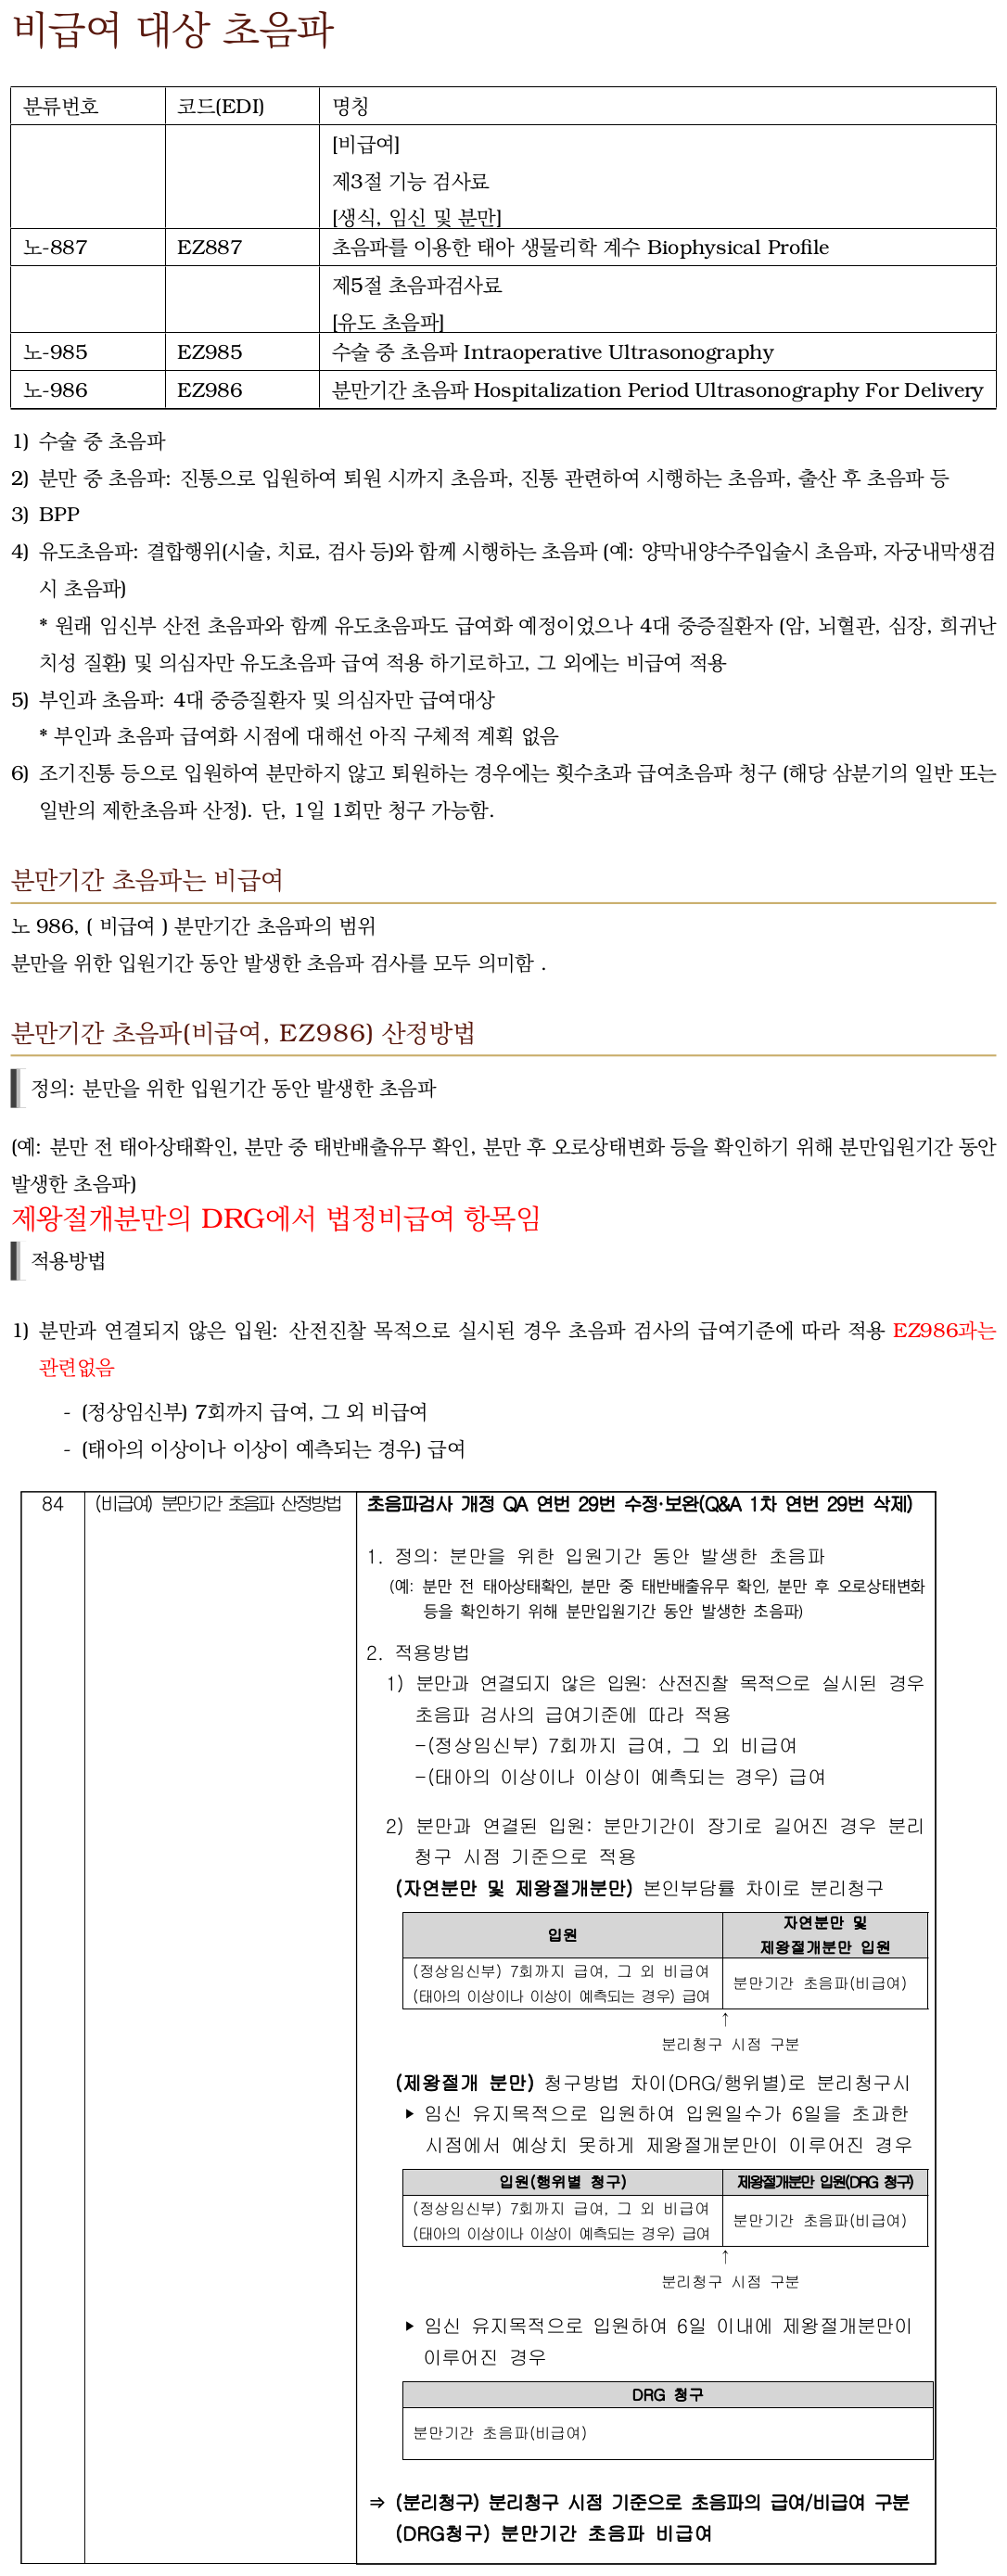 비급여 대상 초음파
분류번호 코드(EDI) 명칭
[비급여]
제3절 기능 검사료
[생식, 임신 및 분만]
노-887 EZ887 초음파를 이용한 태아 생물리학 계수 Biophysical Profile
제5절 초음파검사료
[유도 초음파]
노-985 EZ985 수술 중 초음파 Intraoperative Ultrasonography
노-986 EZ986 분만기간 초음파 Hospitalization Period Ultrasonography For Delivery
1) 수술 중 초음파
2) 분만 중 초음파: 진통으로 입원하여 퇴원 시까지 초음파, 진통 관련하여 시행하는 초음파, 출산 후 초음파 등
3) BPP
4) 유도초음파: 결합행위(시술, 치료, 검사 등)와 함께 시행하는 초음파 (예: 양막내양수주입술시 초음파, 자궁내막생검
시 초음파)
* 원래 임신부 산전 초음파와 함께 유도초음파도 급여화 예정이었으나 4대 중증질환자 (암, 뇌혈관, 심장, 희귀난
치성 질환) 및 의심자만 유도초음파 급여 적용 하기로하고, 그 외에는 비급여 적용
5) 부인과 초음파: 4대 중증질환자 및 의심자만 급여대상
* 부인과 초음파 급여화 시점에 대해선 아직 구체적 계획 없음
6) 조기진통 등으로 입원하여 분만하지 않고 퇴원하는 경우에는 횟수초과 급여초음파 청구 (해당 삼분기의 일반 또는
일반의 제한초음파 산정). 단, 1일 1회만 청구 가능함.
분만기간 초음파는 비급여
노 986, ( 비급여 ) 분만기간 초음파의 범위
분만을 위한 입원기간 동안 발생한 초음파 검사를 모두 의미함 .
분만기간 초음파(비급여, EZ986) 산정방법
정의: 분만을 위한 입원기간 동안 발생한 초음파
(예: 분만 전 태아상태확인, 분만 중 태반배출유무 확인, 분만 후 오로상태변화 등을 확인하기 위해 분만입원기간 동안
발생한 초음파)
제왕절개분만의 DRG에서 법정비급여 항목임
적용방법
1) 분만과 연결되지 않은 입원: 산전진찰 목적으로 실시된 경우 초음파 검사의 급여기준에 따라 적용 EZ986과는
관련없음
- (정상임신부) 7회까지 급여, 그 외 비급여
- (태아의 이상이나 이상이 예측되는 경우) 급여
84 (비급여) 분만기간 초음파 산정방법 초음파검사 개정 QA 연번 29번 수정·보완(Q&A 1차 연번 29번 삭제)
1. 정의: 분만을 위한 입원기간 동안 발생한 초음파
(예: 분만 전 태아상태확인, 분만 중 태반배출유무 확인, 분만 후 오로상태변화
등을 확인하기 위해 분만입원기간 동안 발생한 초음파)
2. 적용방법
1) 분만과 연결되지 않은 입원: 산전진찰 목적으로 실시된 경우
초음파 검사의 급여기준에 따라 적용
-(정상임신부) 7회까지 급여, 그 외 비급여
-(태아의 이상이나 이상이 예측되는 경우) 급여
2) 분만과 연결된 입원: 분만기간이 장기로 길어진 경우 분리
청구 시점 기준으로 적용
(자연분만 및 제왕절개분만) 본인부담률 차이로 분리청구
입원 자연분만 및
제왕절개분만 입원
(정상임신부) 7회까지 급여, 그 외 비급여
(태아의 이상이나 이상이 예측되는 경우) 급여
분만기간 초음파(비급여)
↑
분리청구 시점 구분
(제왕절개 분만) 청구방법 차이(DRG/행위별)로 분리청구시
▶ 임신 유지목적으로 입원하여 입원일수가 6일을 초과한
시점에서 예상치 못하게 제왕절개분만이 이루어진 경우
입원(행위별 청구) 제왕절개분만 입원(DRG 청구)
(정상임신부) 7회까지 급여, 그 외 비급여
(태아의 이상이나 이상이 예측되는 경우) 급여
분만기간 초음파(비급여)
↑
분리청구 시점 구분
▶ 임신 유지목적으로 입원하여 6일 이내에 제왕절개분만이
이루어진 경우
DRG 청구
분만기간 초음파(비급여)
⇒ (분리청구) 분리청구 시점 기준으로 초음파의 급여/비급여 구분
(DRG청구) 분만기간 초음파 비급여